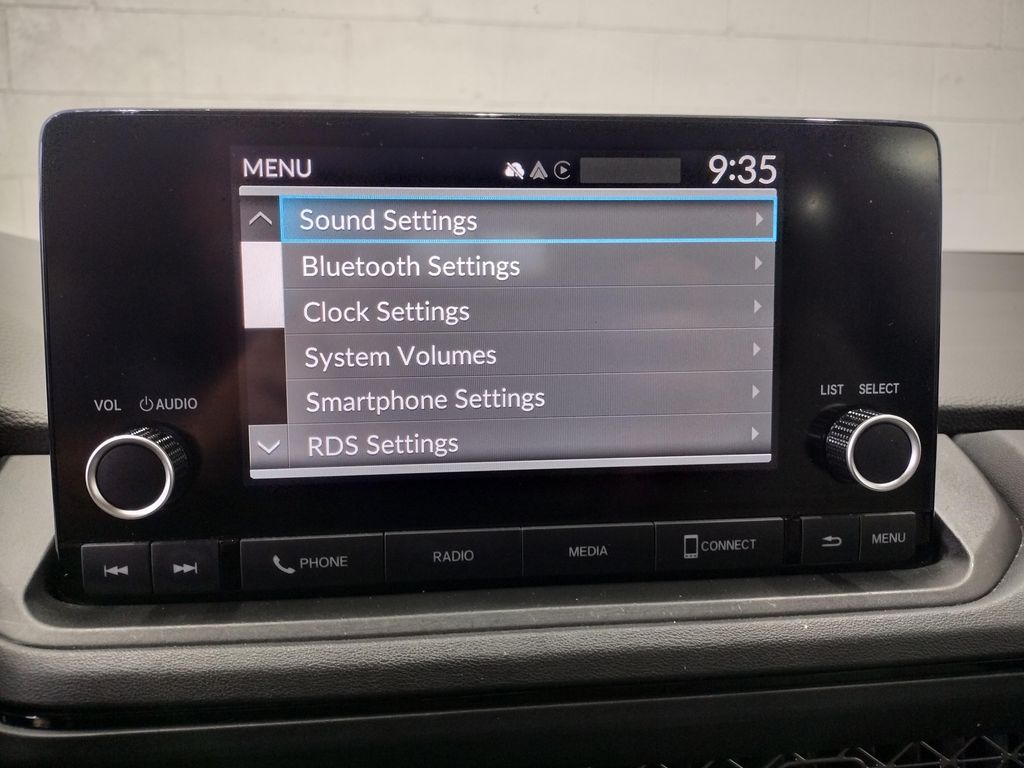 MENU 9:35
Sound Settings
Bluetooth Settings
Clock Settings
System Volumes
Smartphone Settings
RDS Settings
VOL AUDIO
LIST SELECT
PHONE RADIO MEDIA CONNECT MENU